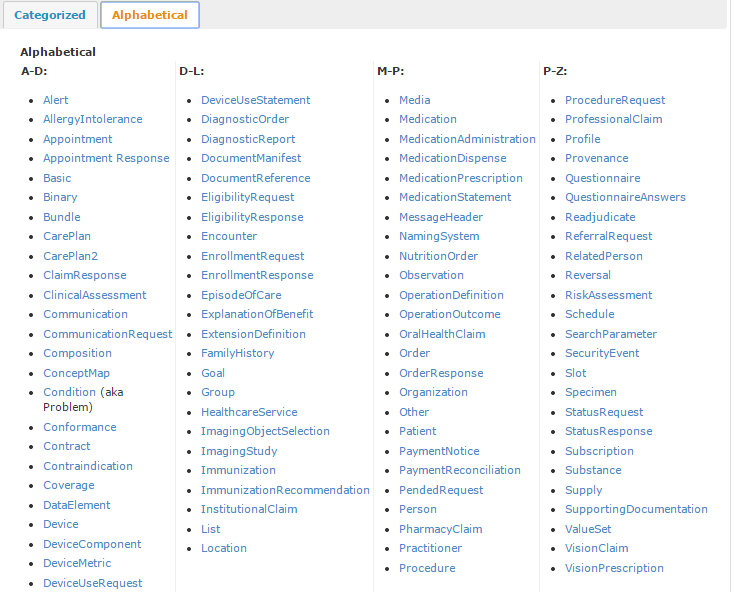 Categorized
Alphabetical
Alphabetical
A-D:
Alert
AllergyIntolerance
Appointment
Appointment Response
Basic
Binary
Bundle
CarePlan
CarePlan2
ClaimResponse
ClinicalAssessment
Communication
CommunicationRequest
Composition
ConceptMap
Condition (aka
Problem)
Conformance
Contract
Contraindication
Coverage
DataElement
Device
DeviceComponent
DeviceMetric
DeviceUseRequest
D-L:
DeviceUseStatement
DiagnosticOrder
DiagnosticReport
DocumentManifest
DocumentReference
EligibilityRequest
EligibilityResponse
Encounter
EnrollmentRequest
EnrollmentResponse
EpisodeOfCare
ExplanationOfBenefit
ExtensionDefinition
FamilyHistory
Goal
Group
HealthcareService
ImagingObjectSelection
ImagingStudy
Immunization
ImmunizationRecommendation
InstitutionalClaim
List
Location
M-P:
Media
Medication
MedicationAdministration
MedicationDispense
MedicationPrescription
MedicationStatement
MessageHeader
NamingSystem
NutritionOrder
Observation
OperationDefinition
OperationOutcome
OralHealthClaim
Order
OrderResponse
Organization
Other
Patient
PaymentNotice
PaymentReconciliation
PendedRequest
Person
PharmacyClaim
Practitioner
Procedure
P-Z:
ProcedureRequest
ProfessionalClaim
Profile
Provenance
Questionnaire
QuestionnaireAnswers
Readjudicate
ReferralRequest
RelatedPerson
Reversal
RiskAssessment
Schedule
SearchParameter
SecurityEvent
Slot
Specimen
StatusRequest
StatusResponse
Subscription
Substance
Supply
SupportingDocumentation
ValueSet
VisionClaim
VisionPrescription